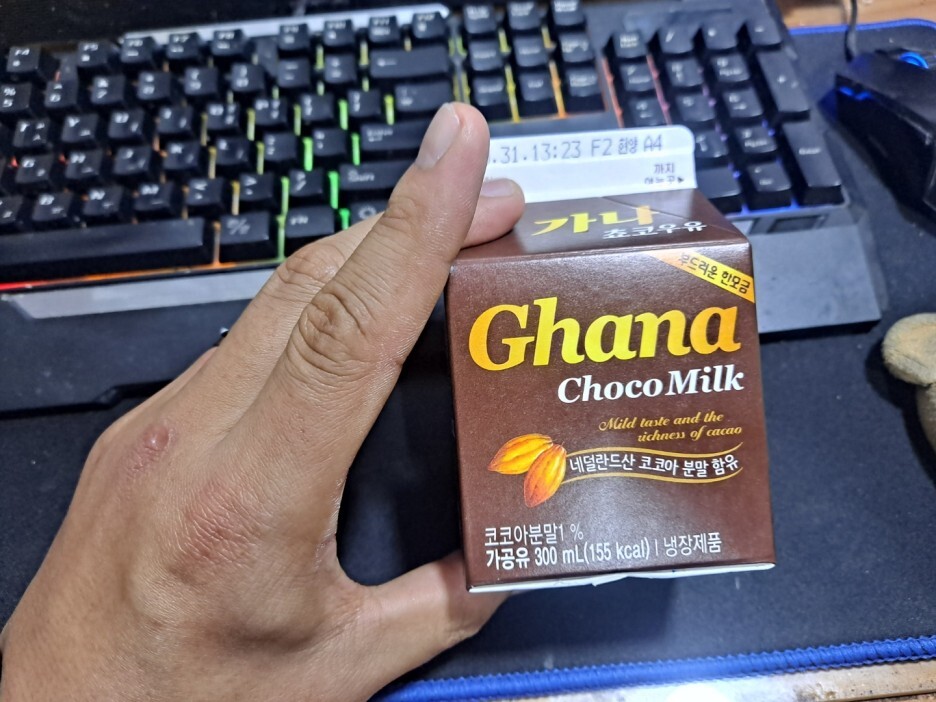 .31.13:23 F2 한양 A4
까지
가나
쵸코우유
부드러운 한모금
Ghana
Choco Milk
Mild taste and the
richness of cacao
네덜란드산 코코아 분말 함유
코코아분말1 %
가공유 300 mL(155 kcal) | 냉장제품